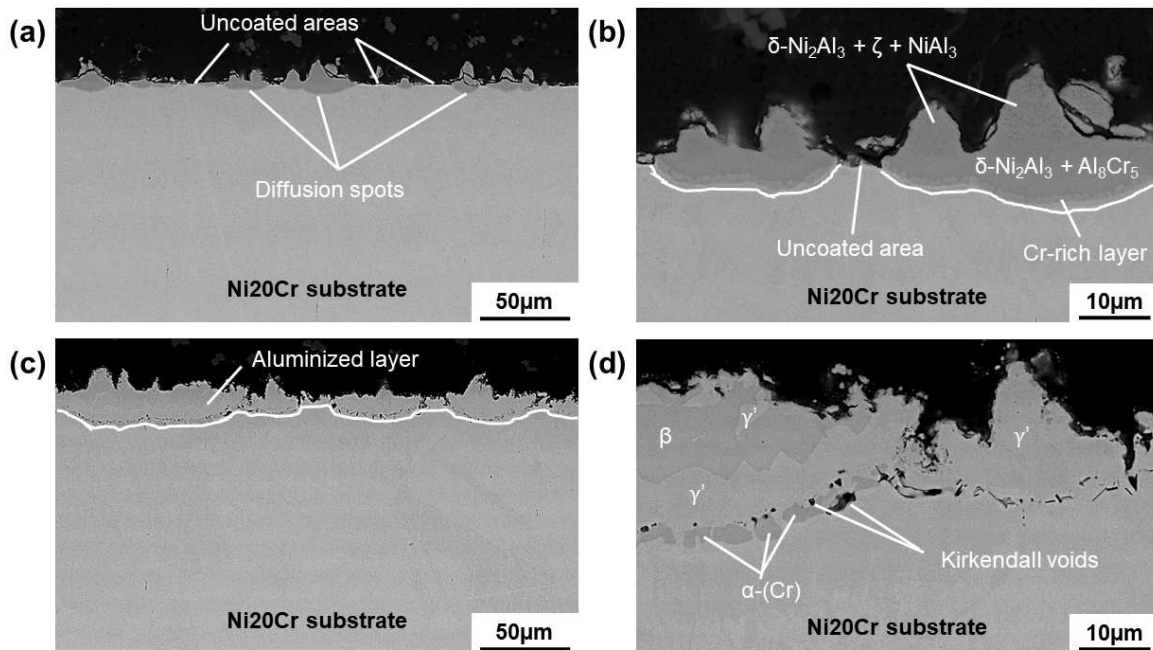 (a)
Uncoated areas
Diffusion spots
Ni20Cr substrate
50µm
(b)
δ-Ni₂Al₃ + ζ + NiAl₃
δ-Ni₂Al₃ + Al₈Cr₅
Uncoated area
Cr-rich layer
Ni20Cr substrate
10µm
(c)
Aluminized layer
Ni20Cr substrate
50µm
(d)
γ'
β
γ'
γ'
Kirkendall voids
α-(Cr)
Ni20Cr substrate
10µm